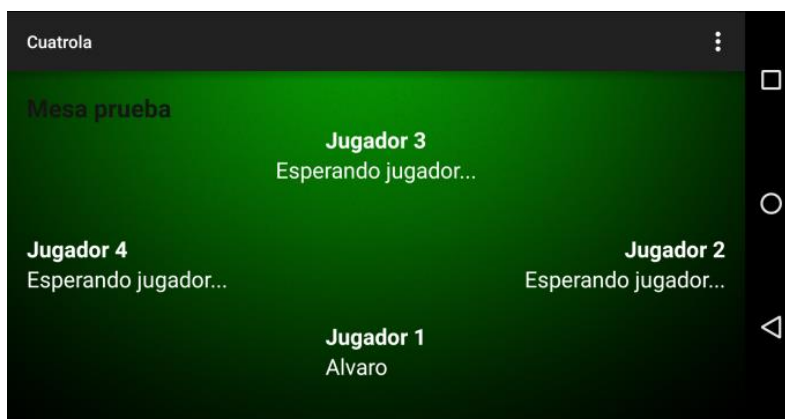 Cuatrola
Mesa prueba
Jugador 3
Esperando jugador...
Jugador 4
Esperando jugador...
Jugador 2
Esperando jugador...
Jugador 1
Alvaro